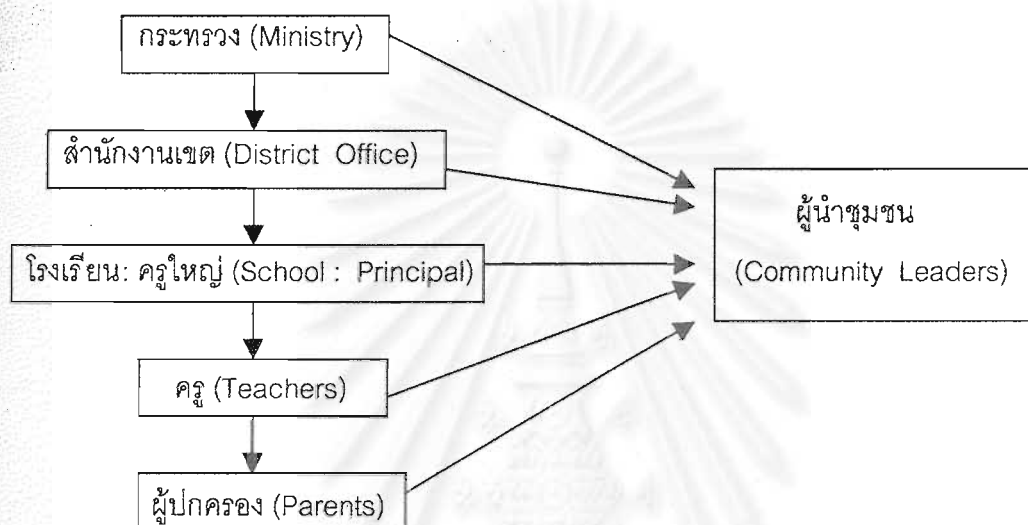 กระทรวง (Ministry)
สำนักงานเขต (District Office)
โรงเรียน: ครูใหญ่ (School : Principal)
ครู (Teachers)
ผู้ปกครอง (Parents)
ผู้นำชุมชน
(Community Leaders)